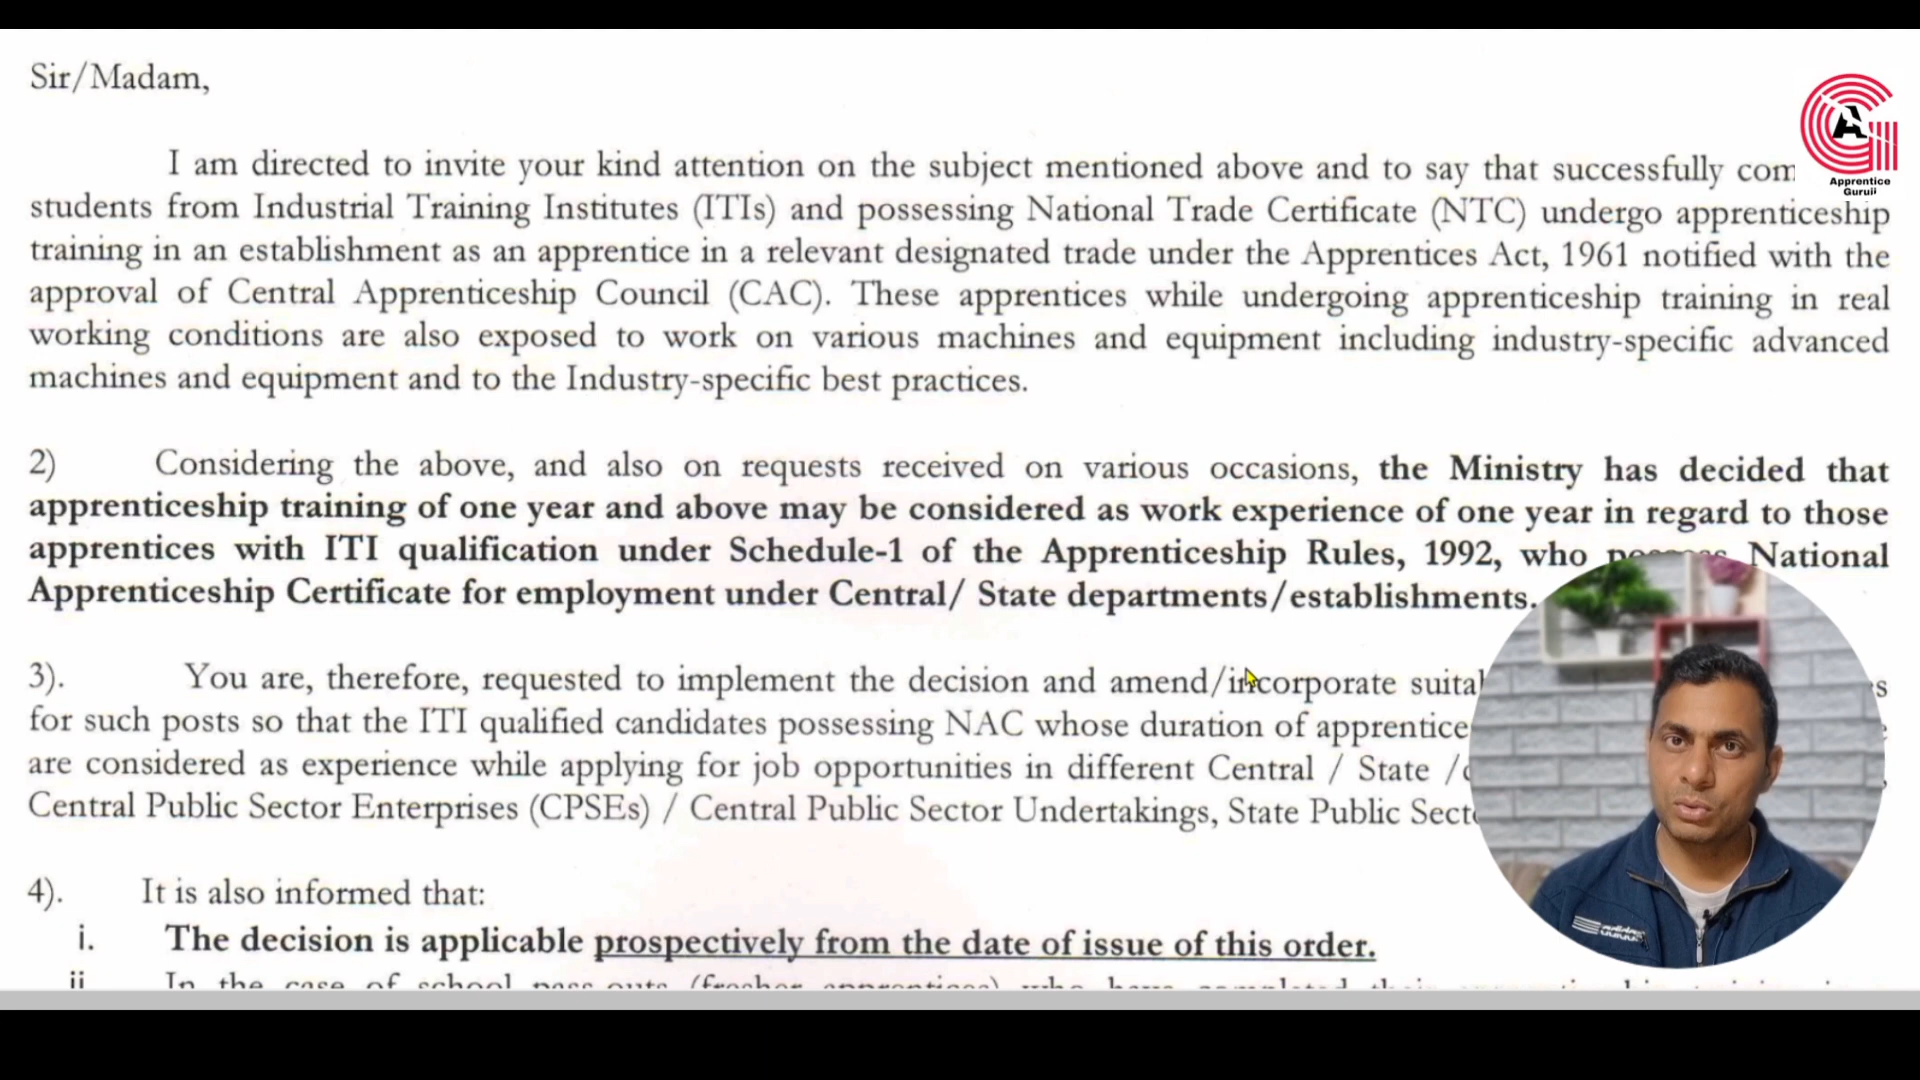 Sir/Madam,
I am directed to invite your kind attention on the subject mentioned above and to say that successfully
students from Industrial Training Institutes (ITIs) and possessing National Trade Certificate (NTC) undergo apprenticeship
training in an establishment as an apprentice in a relevant designated trade under the Apprentices Act, 1961 notified with the
approval of Central Apprenticeship Council (CAC). These apprentices while undergoing apprenticeship training in real
working conditions are also exposed to work on various machines and equipment including industry-specific advanced
machines and equipment and to the Industry-specific best practices.
2) Considering the above, and also on requests received on various occasions, the Ministry has decided that
apprenticeship training of one year and above may be considered as work experience of one year in regard to those
apprentices with ITI qualification under Schedule-1 of the Apprenticeship Rules, 1992, who National
Apprenticeship Certificate for employment under Central/ State departments/establishments.
3). You are, therefore, requested to implement the decision and amend/incorporate
for such posts so that the ITI qualified candidates possessing NAC whose duration of
are considered as experience while applying for job opportunities in different Central / State /
Central Public Sector Enterprises (CPSEs) / Central Public Sector Undertakings, State Public
4). It is also informed that:
i. The decision is applicable prospectively from the date of issue of this order.
ii In the case of school
A
Apprentice
Guruji